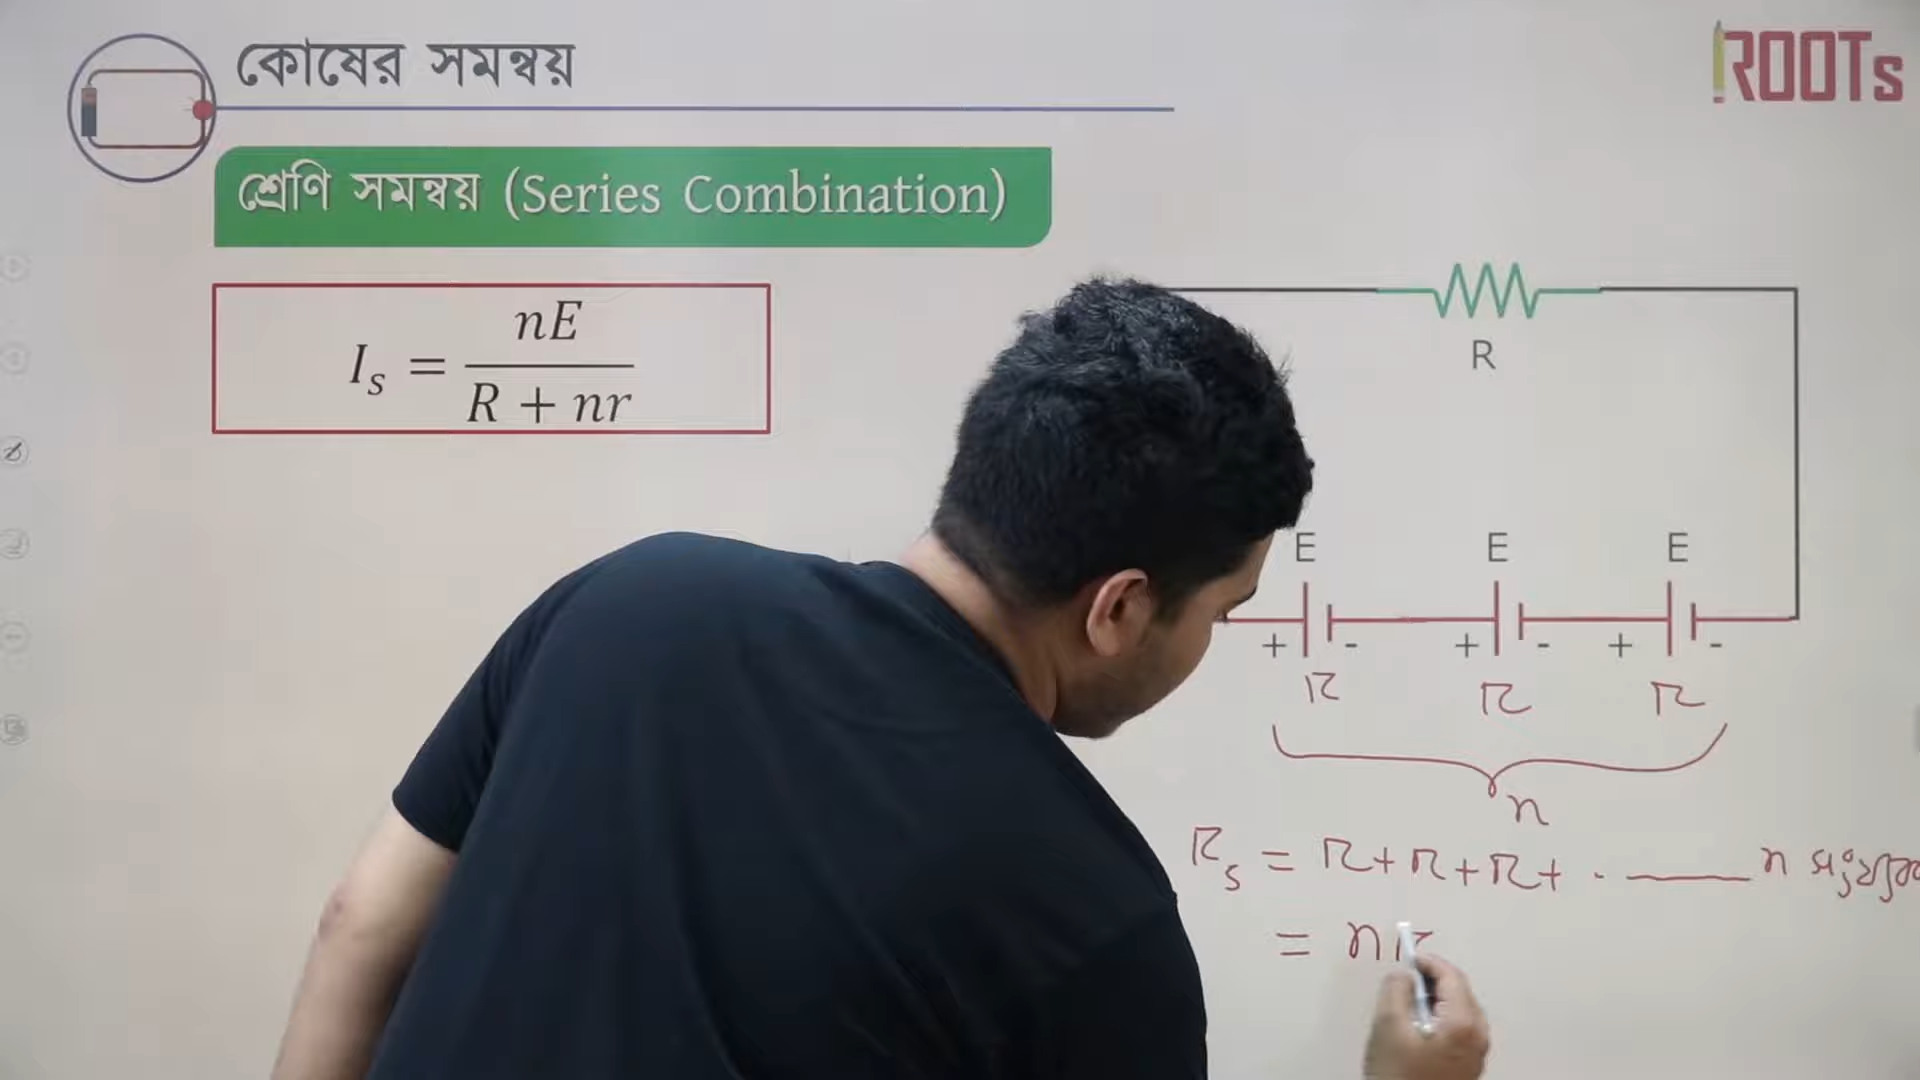 কোষের সমন্বয়
ROOTs
শ্রেণি সমন্বয় (Series Combination)
I_s = nE / (R + nr)
R
E E E
+ - + - + -
r r r
n
R_s = r + r + r + . —— n সংখ্যক
= nr